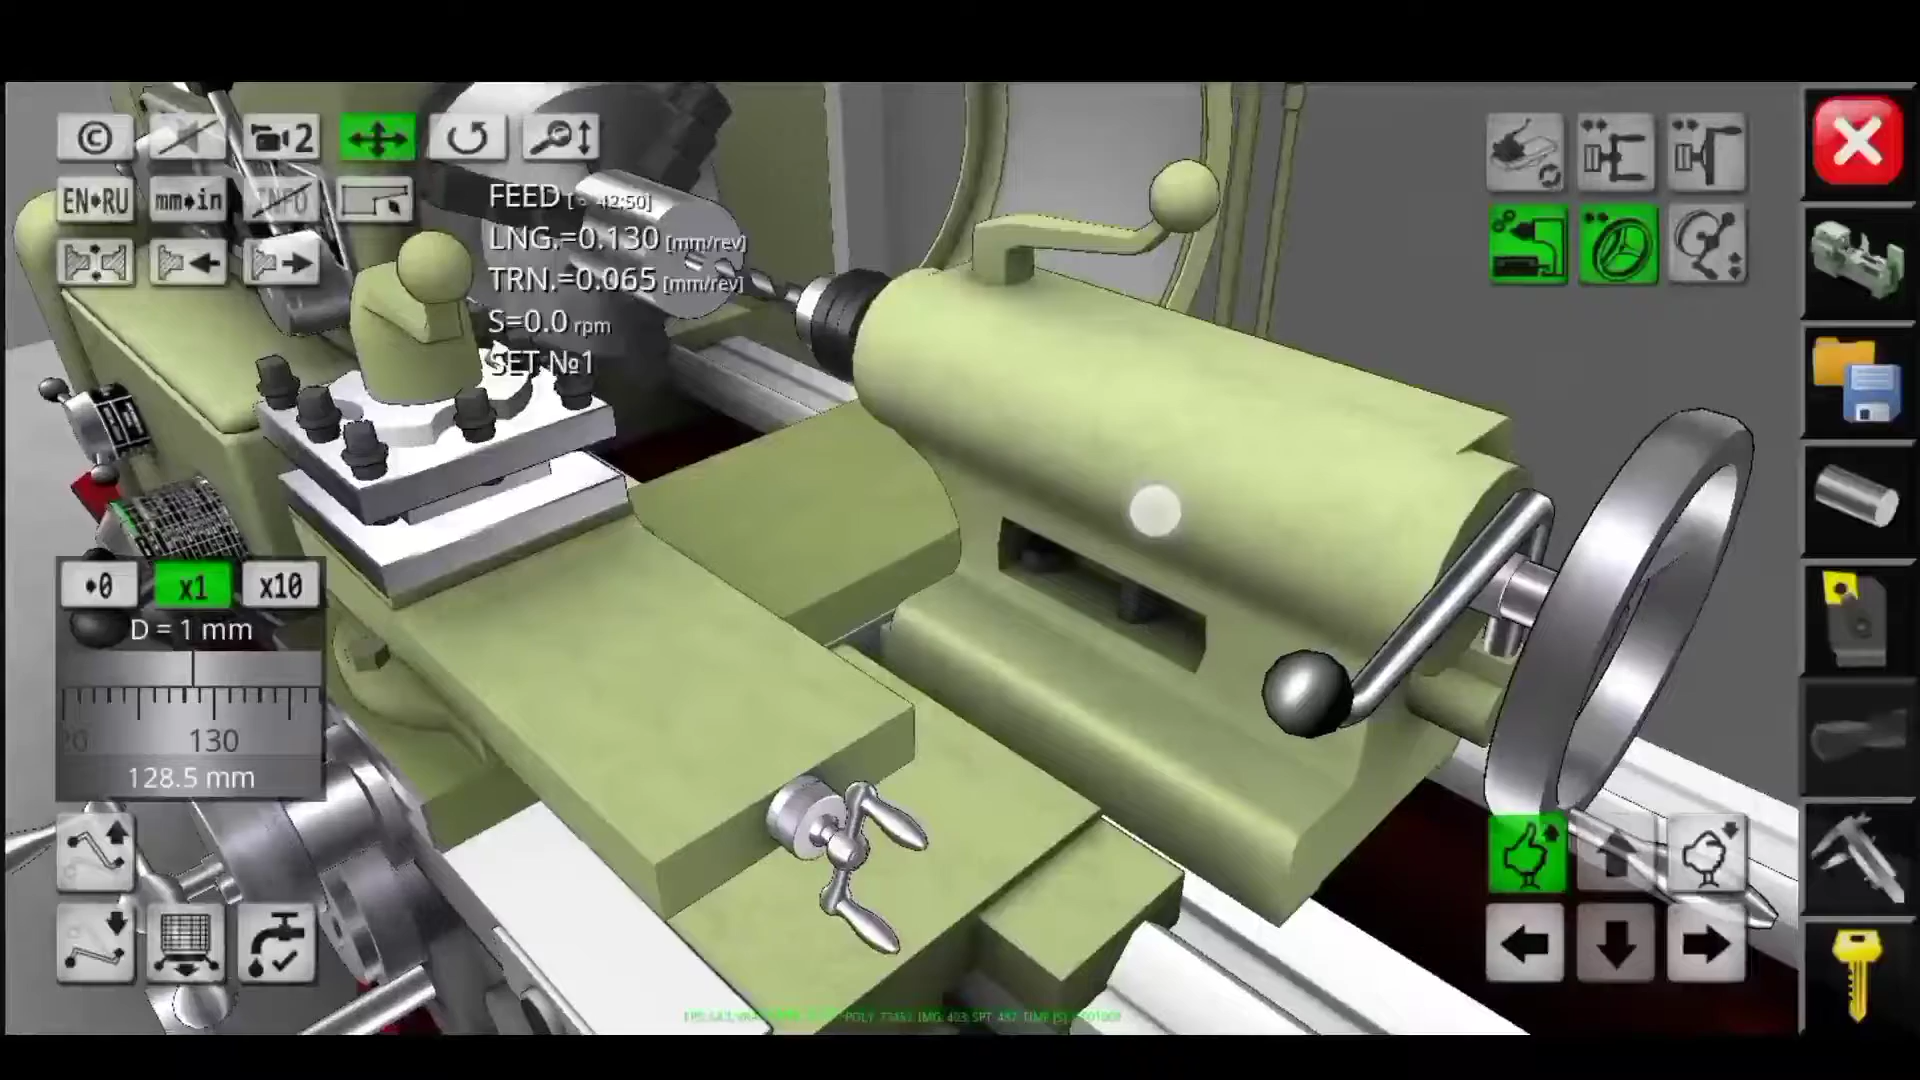 ©
2
EN RU
mm in
INFO
FEED [ 42:50]
LNG.=0.130 [mm/rev]
TRN.=0.065 [mm/rev]
S=0.0 rpm
SET №1
0
x1
x10
D = 1 mm
130
128.5 mm